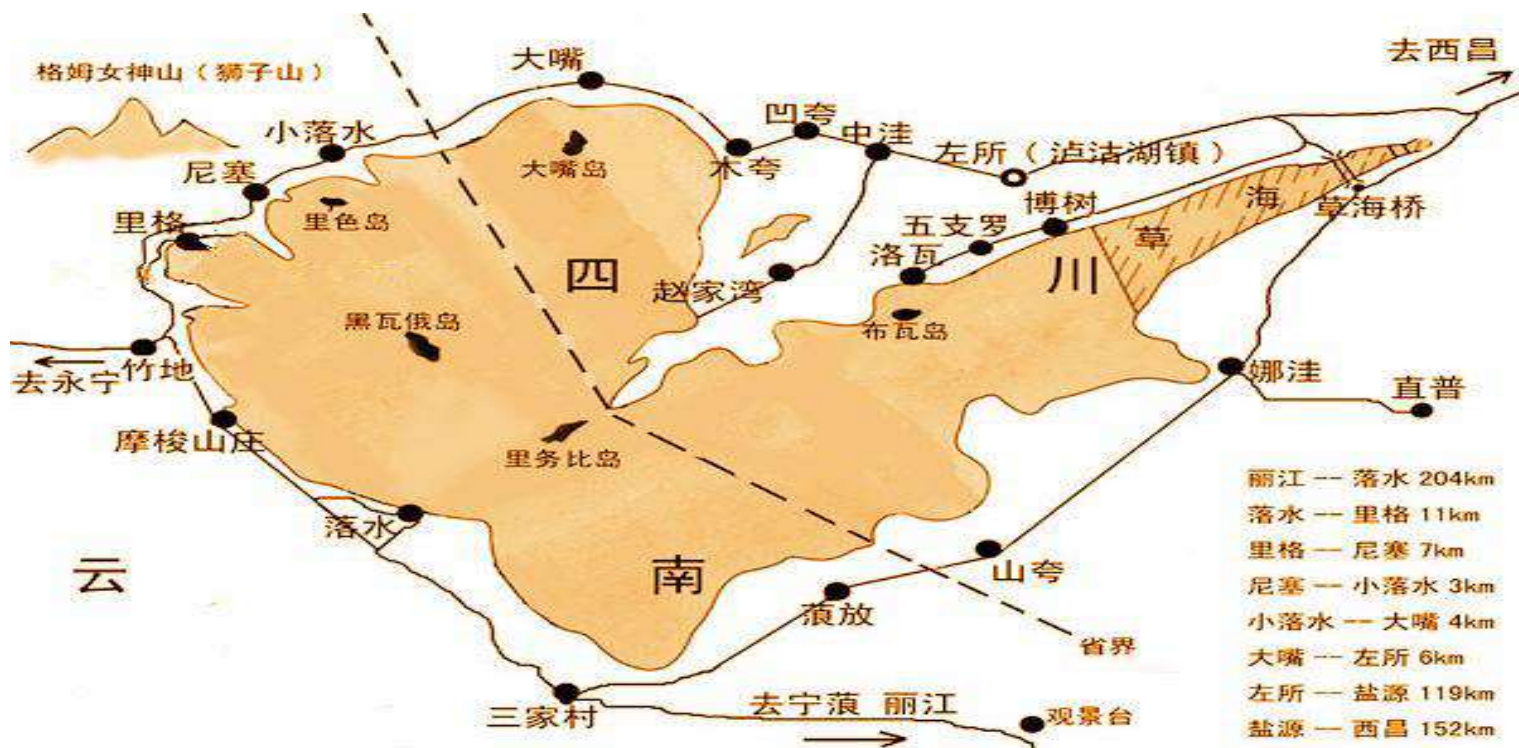 去西昌
格姆女神山（狮子山）
大嘴
小落水
凹夸
中洼
木夸
大嘴岛
左所（泸沽湖镇）
尼塞
里色岛
里格
博树
海
草
草海桥
五支罗
洛瓦
四
川
赵家湾
黑瓦俄岛
布瓦岛
竹地
去永宁
娜洼
直普
摩梭山庄
里务比岛
落水
云
南
山夸
蒗放
省界
三家村
去宁蒗 丽江
观景台
丽江--落水 204km
落水--里格 11km
里格--尼塞 7km
尼塞--小落水 3km
小落水--大嘴 4km
大嘴--左所 6km
左所--盐源 119km
盐源--西昌 152km